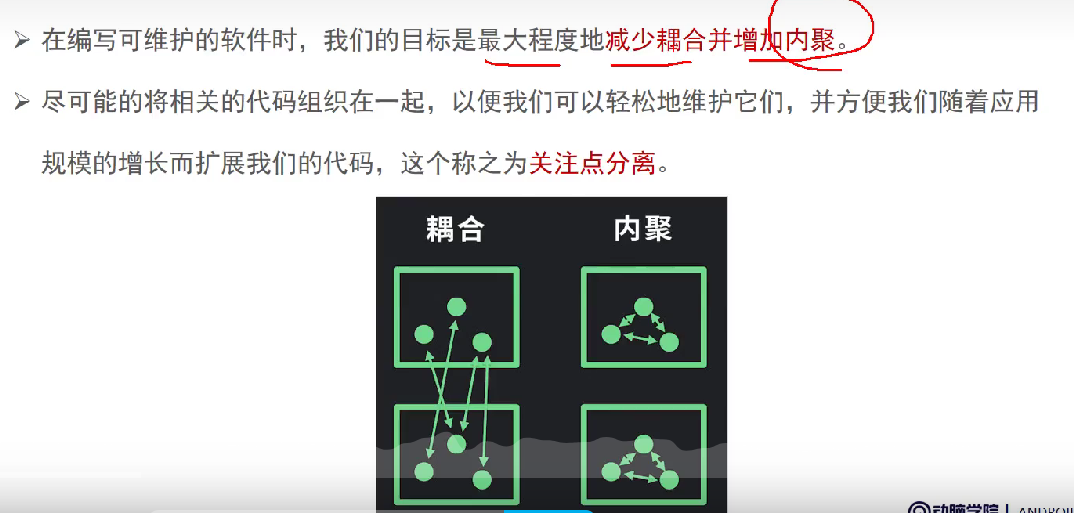 ➢ 在编写可维护的软件时，我们的目标是最大程度地减少耦合并增加内聚。
➢ 尽可能的将相关的代码组织在一起，以便我们可以轻松地维护它们，并方便我们随着应用
规模的增长而扩展我们的代码，这个称之为关注点分离。
耦合 内聚
动脑学院 | ANDROI